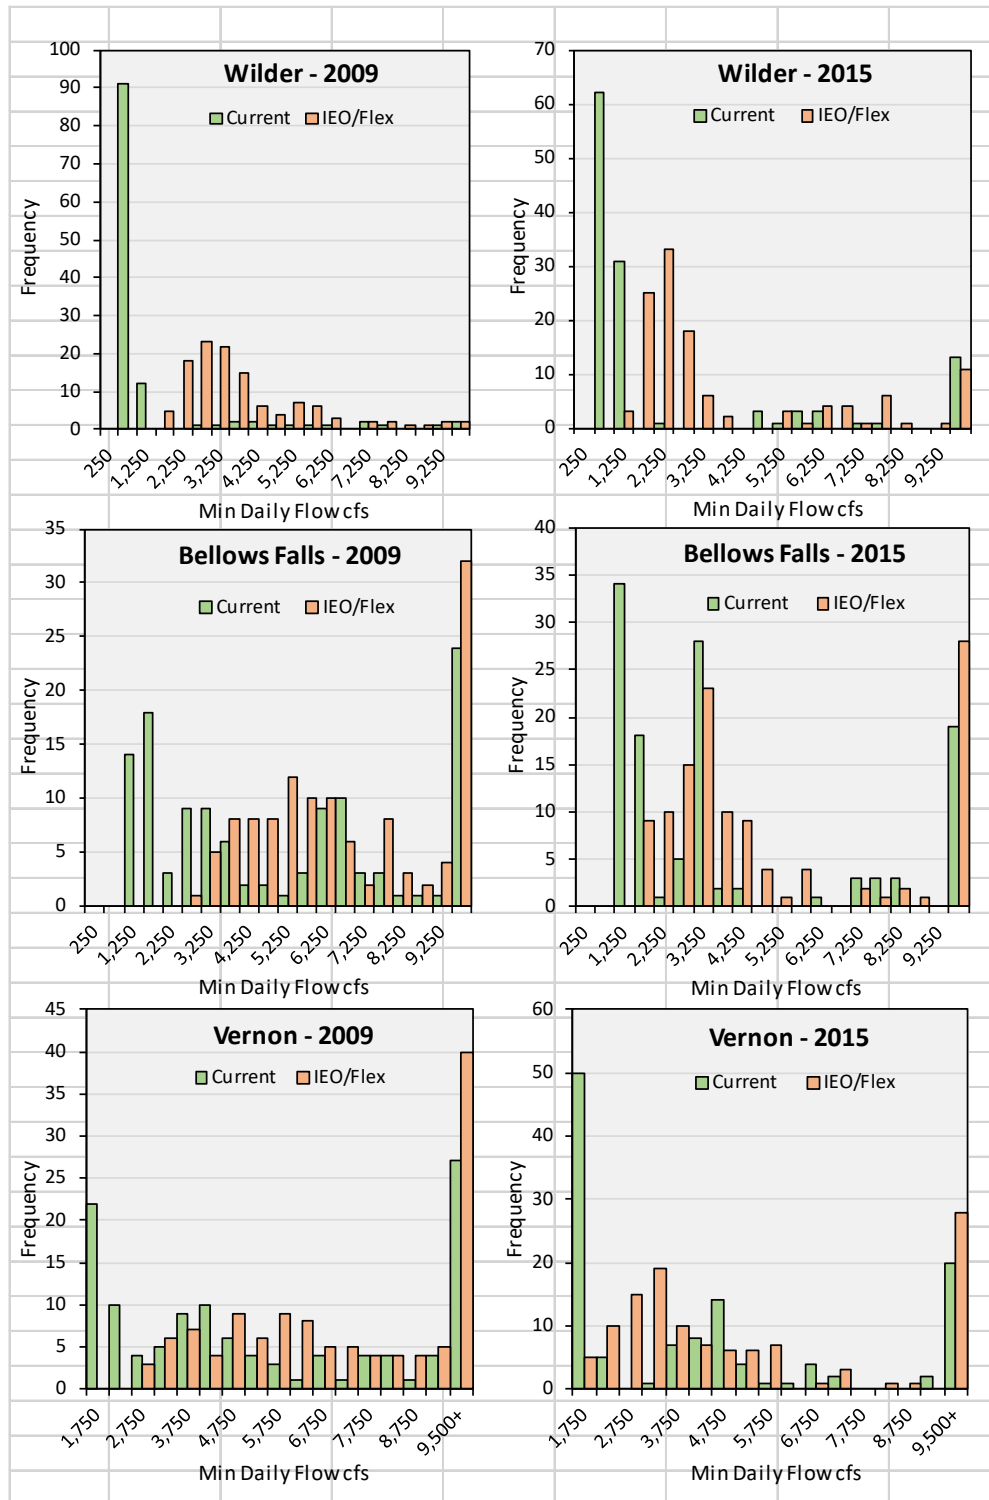 Wilder - 2009
Current IEO/Flex
100
90
80
70
60
50
40
30
20
10
0
Frequency
250 1,250 2,250 3,250 4,250 5,250 6,250 7,250 8,250 9,250
Min Daily Flow cfs
Wilder - 2015
Current IEO/Flex
70
60
50
40
30
20
10
0
Frequency
250 1,250 2,250 3,250 4,250 5,250 6,250 7,250 8,250 9,250
Min Daily Flow cfs
Bellows Falls - 2009
Current IEO/Flex
35
30
25
20
15
10
5
0
Frequency
250 1,250 2,250 3,250 4,250 5,250 6,250 7,250 8,250 9,250
Min Daily Flow cfs
Bellows Falls - 2015
Current IEO/Flex
40
35
30
25
20
15
10
5
0
Frequency
250 1,250 2,250 3,250 4,250 5,250 6,250 7,250 8,250 9,250
Min Daily Flow cfs
Vernon - 2009
Current IEO/Flex
45
40
35
30
25
20
15
10
5
0
Frequency
1,750 2,750 3,750 4,750 5,750 6,750 7,750 8,750 9,500+
Min Daily Flow cfs
Vernon - 2015
Current IEO/Flex
60
50
40
30
20
10
0
Frequency
1,750 2,750 3,750 4,750 5,750 6,750 7,750 8,750 9,500+
Min Daily Flow cfs